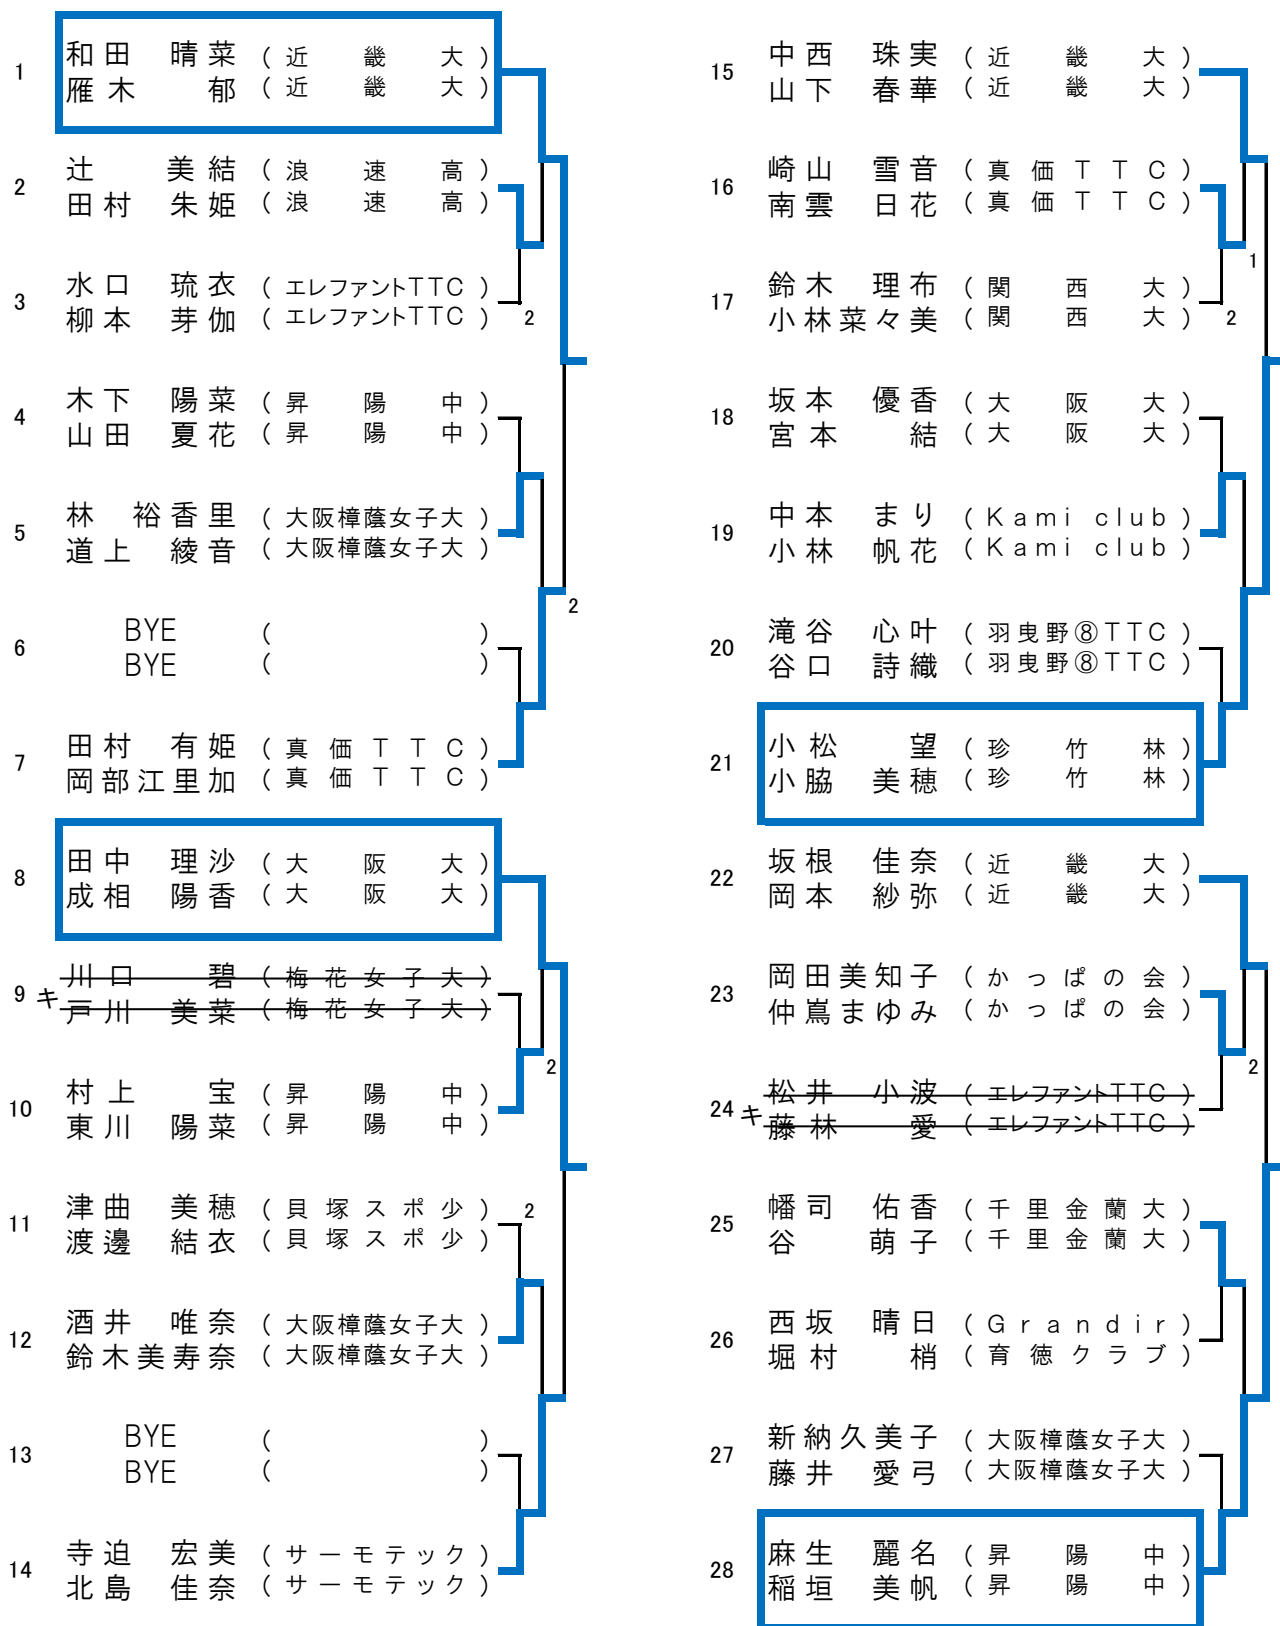 1 和田 晴菜 ( 近 畿 大 )
雁木 郁 ( 近 畿 大 )
2 辻 美結 ( 浪 速 高 )
田村 朱姫 ( 浪 速 高 )
3 水口 琉衣 ( エレファントTTC )
柳本 芽伽 ( エレファントTTC ) 2
4 木下 陽菜 ( 昇 陽 中 )
山田 夏花 ( 昇 陽 中 )
5 林 裕香里 ( 大阪樟蔭女子大 )
道上 綾音 ( 大阪樟蔭女子大 )
2
6 BYE ( )
BYE ( )
7 田村 有姫 ( 真価TTC )
岡部江里加 ( 真価TTC )
8 田中 理沙 ( 大 阪 大 )
成相 陽香 ( 大 阪 大 )
9 キ 川口 碧 ( 梅花女子大 )
戸川 美菜 ( 梅花女子大 )
2
10 村上 宝 ( 昇 陽 中 )
東川 陽菜 ( 昇 陽 中 )
11 津曲 美穂 ( 貝塚スポ少 ) 2
渡邊 結衣 ( 貝塚スポ少 )
12 酒井 唯奈 ( 大阪樟蔭女子大 )
鈴木美寿奈 ( 大阪樟蔭女子大 )
13 BYE ( )
BYE ( )
14 寺迫 宏美 ( サーモテック )
北島 佳奈 ( サーモテック )
15 中西 珠実 ( 近 畿 大 )
山下 春華 ( 近 畿 大 )
16 崎山 雪音 ( 真価TTC )
南雲 日花 ( 真価TTC )
1
17 鈴木 理布 ( 関 西 大 )
小林菜々美 ( 関 西 大 ) 2
18 坂本 優香 ( 大 阪 大 )
宮本 結 ( 大 阪 大 )
19 中本 まり ( Kami club )
小林 帆花 ( Kami club )
20 滝谷 心叶 ( 羽曳野⑧TTC )
谷口 詩織 ( 羽曳野⑧TTC )
21 小松 望 ( 珍 竹 林 )
小脇 美穂 ( 珍 竹 林 )
22 坂根 佳奈 ( 近 畿 大 )
岡本 紗弥 ( 近 畿 大 )
23 岡田美知子 ( かっぱの会 )
仲嶌まゆみ ( かっぱの会 )
2
24 キ 松井 小波 ( エレファントTTC )
藤林 愛 ( エレファントTTC )
25 幡司 佑香 ( 千里金蘭大 )
谷 萌子 ( 千里金蘭大 )
26 西坂 晴日 ( Grandir )
堀村 梢 ( 育徳クラブ )
27 新納久美子 ( 大阪樟蔭女子大 )
藤井 愛弓 ( 大阪樟蔭女子大 )
28 麻生 麗名 ( 昇 陽 中 )
稲垣 美帆 ( 昇 陽 中 )